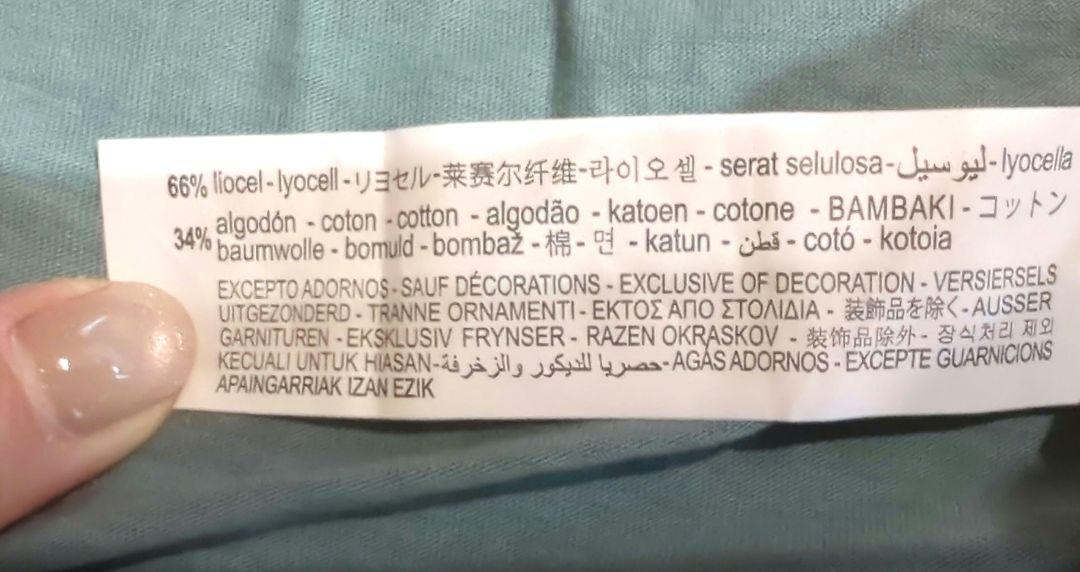 66% liocel - lyocell - リヨセル-莱赛尔纤维-라이오셀 - serat selulosa-ليوسيل-lyocella
34% algodón - coton - cotton - algodão - katoen - cotone - BAMBAKI - コットン
baumwolle - bomuld - bombaž - 棉 - 면 - katun - قطن - cotó - kotoia
EXCEPTO ADORNOS - SAUF DÉCORATIONS - EXCLUSIVE OF DECORATION - VERSIERSELS
UITGEZONDERD - TRANNE ORNAMENTI - ΕΚΤΟΣ ΑΠΟ ΣΤΟΛΙΔΙΑ - 装飾品を除く - AUSSER
GARNITUREN - EKSKLUSIV FRYNSER - RAZEN OKRASKOV - 装饰品除外 - 장식처리 제외
KECUALI UNTUK HIASAN-حصريا للديكور والزخرفة-AGÁS ADORNOS - EXCEPTE GUARNICIONS
APAINGARRIAK IZAN EZIK